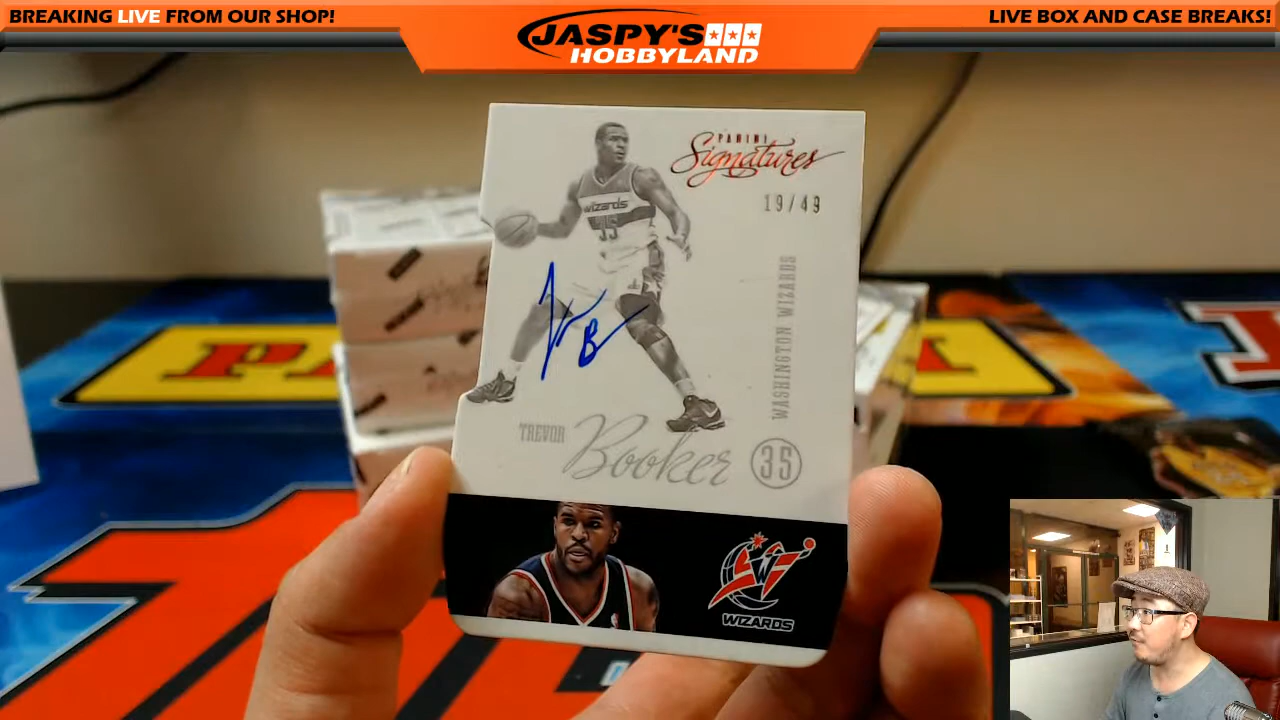 BREAKING LIVE FROM OUR SHOP!
JASPY'S
HOBBYLAND
LIVE BOX AND CASE BREAKS!
PANINI
Signatures
19/49
wizards
35
WASHINGTON WIZARDS
TREVOR Booker 35
WIZARDS